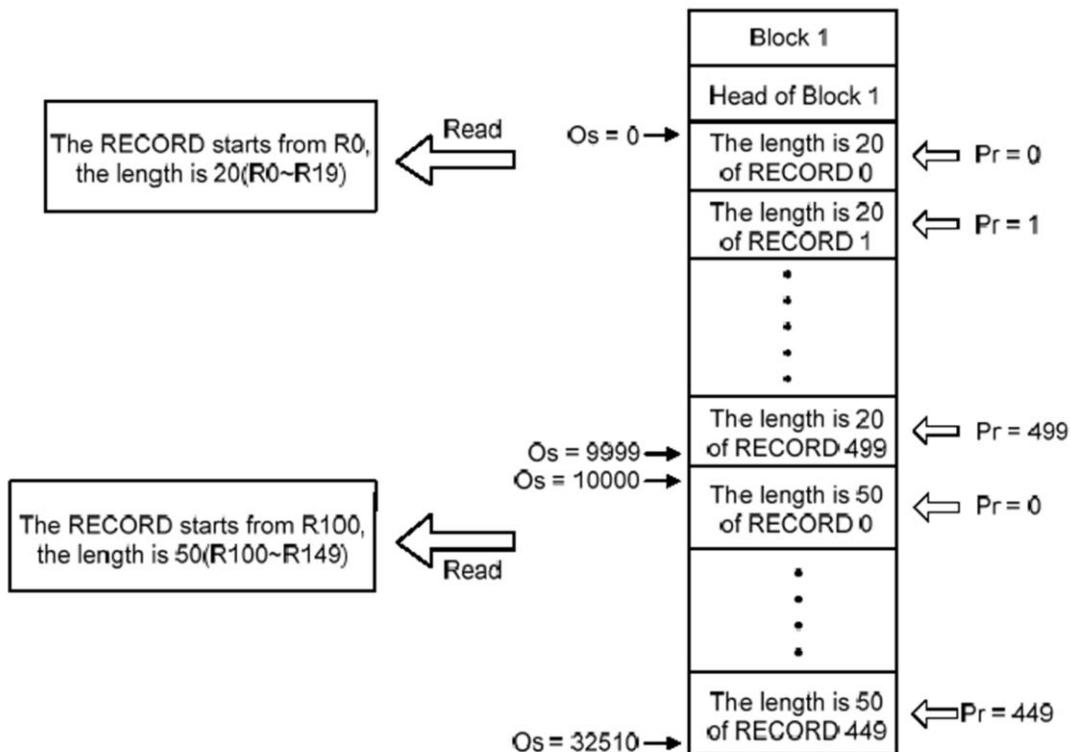 Block 1
Head of Block 1
The RECORD starts from R0,
the length is 20(R0~R19)
Read
Os = 0
The length is 20
of RECORD 0
Pr = 0
The length is 20
of RECORD 1
Pr = 1
The length is 20
of RECORD 499
Pr = 499
Os = 9999
Os = 10000
The RECORD starts from R100,
the length is 50(R100~R149)
Read
The length is 50
of RECORD 0
Pr = 0
The length is 50
of RECORD 449
Pr = 449
Os = 32510